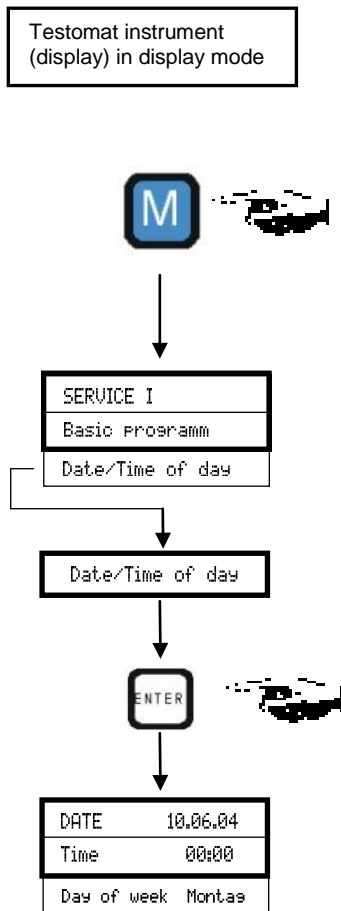 Testomat instrument
(display) in display mode
M
SERVICE I
Basic programm
Date/Time of day
Date/Time of day
ENTER
DATE 10.06.04
Time 00:00
Day of week Montag